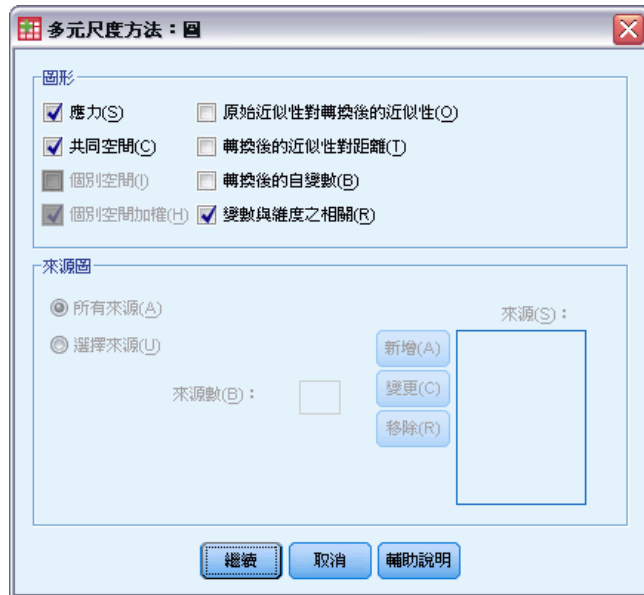 多元尺度方法：圖
圖形
應力(S)
原始近似性對轉換後的近似性(O)
共同空間(C)
轉換後的近似性對距離(T)
個別空間(I)
轉換後的自變數(B)
個別空間加權(H)
變數與維度之相關(R)
來源圖
所有來源(A)
來源(S)：
選擇來源(U)
新增(A)
來源數(B)：
變更(C)
移除(R)
繼續
取消
輔助說明